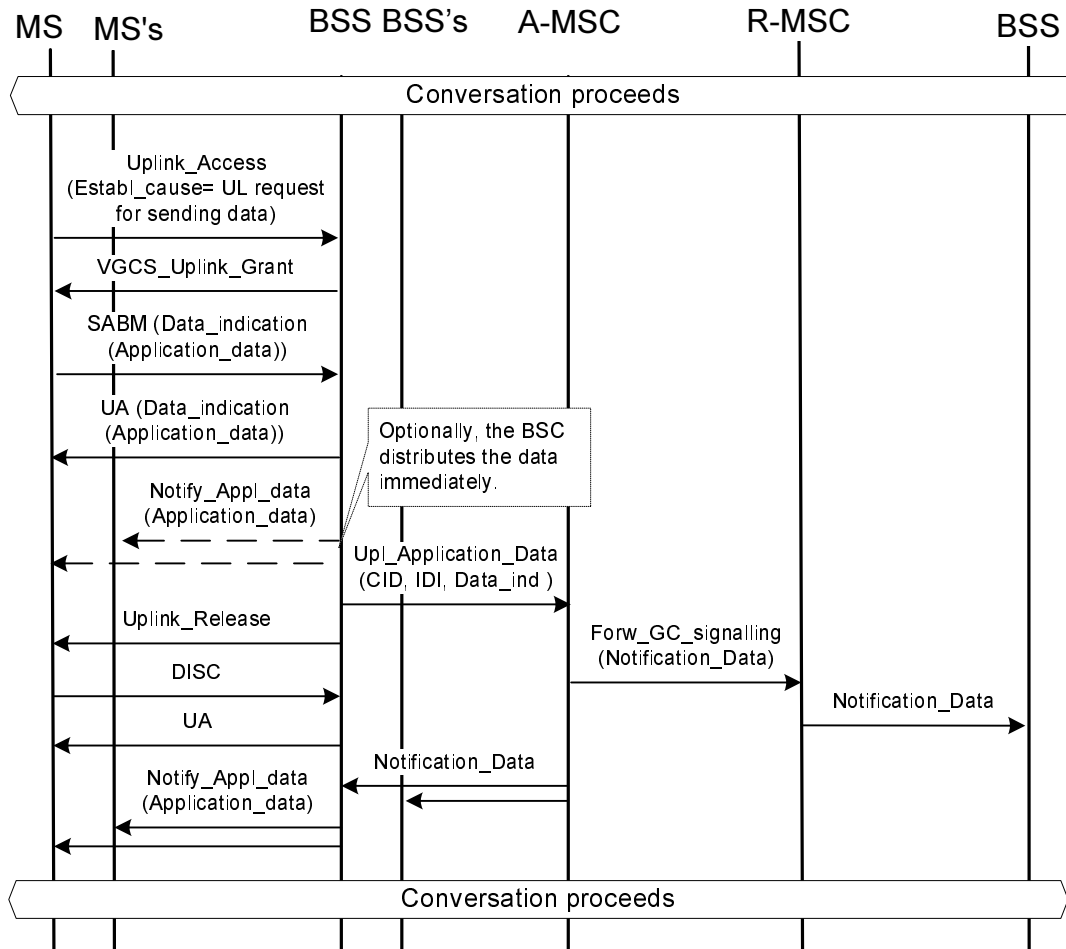 MS MS's BSS BSS's A-MSC R-MSC BSS
Conversation proceeds
Uplink_Access
(Establ_cause= UL request
for sending data)
VGCS_Uplink_Grant
SABM (Data_indication
(Application_data))
UA (Data_indication
(Application_data))
Optionally, the BSC
distributes the data
immediately.
Notify_Appl_data
(Application_data)
Upl_Application_Data
(CID, IDI, Data_ind )
Uplink_Release
Forw_GC_signalling
(Notification_Data)
DISC
Notification_Data
UA
Notification_Data
Notify_Appl_data
(Application_data)
Conversation proceeds